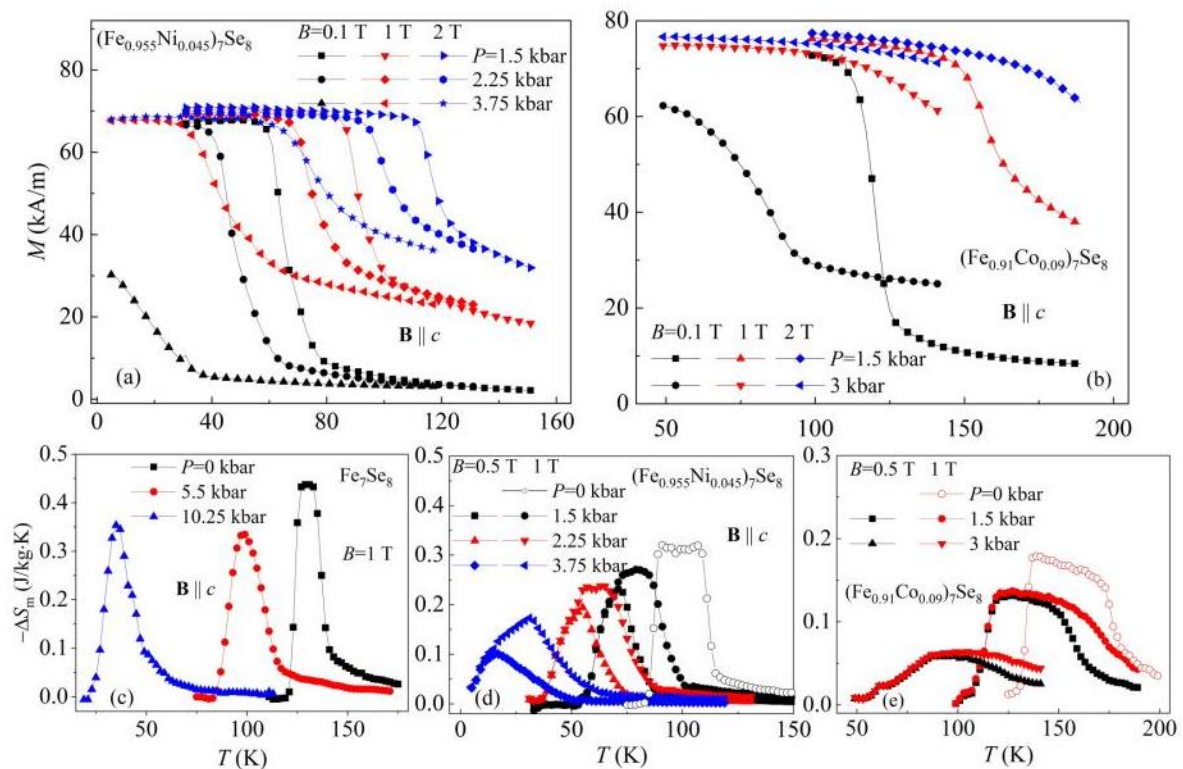 (Fe0.955Ni0.045)7Se8
B=0.1 T 1 T 2 T
P=1.5 kbar
2.25 kbar
3.75 kbar
B || c
(a)
M (kA/m)
80
60
40
20
0
0 40 80 120 160
(Fe0.91Co0.09)7Se8
B || c
B=0.1 T 1 T 2 T
P=1.5 kbar
3 kbar
(b)
80
60
40
20
0
50 100 150 200
P=0 kbar
5.5 kbar
10.25 kbar
Fe7Se8
B=1 T
B || c
(c)
−ΔSm (J/kg·K)
0.5
0.4
0.3
0.2
0.1
0.0
50 100 150
T (K)
B=0.5 T 1 T
(Fe0.955Ni0.045)7Se8
P=0 kbar
1.5 kbar
2.25 kbar
3.75 kbar
B || c
(d)
0.5
0.4
0.3
0.2
0.1
0.0
0 50 100 150
T (K)
B=0.5 T 1 T
P=0 kbar
1.5 kbar
3 kbar
(Fe0.91Co0.09)7Se8
(e)
0.3
0.2
0.1
0.0
50 100 150 200
T (K)